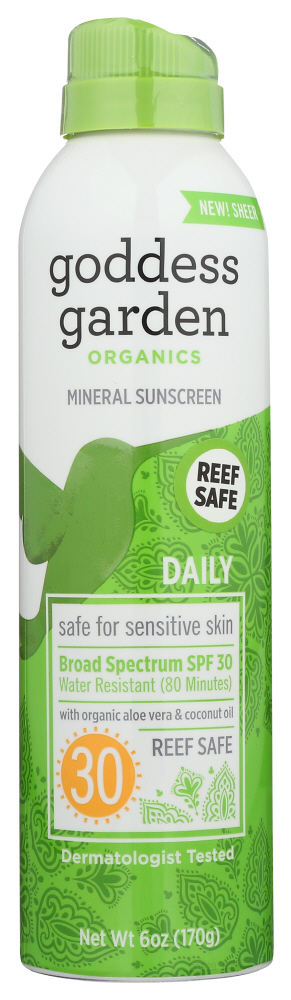 NEW! SHEER
goddess
garden
ORGANICS
MINERAL SUNSCREEN
REEF
SAFE
DAILY
safe for sensitive skin
Broad Spectrum SPF 30
Water Resistant (80 Minutes)
with organic aloe vera & coconut oil
30
REEF SAFE
Dermatologist Tested
Net Wt 6oz (170g)